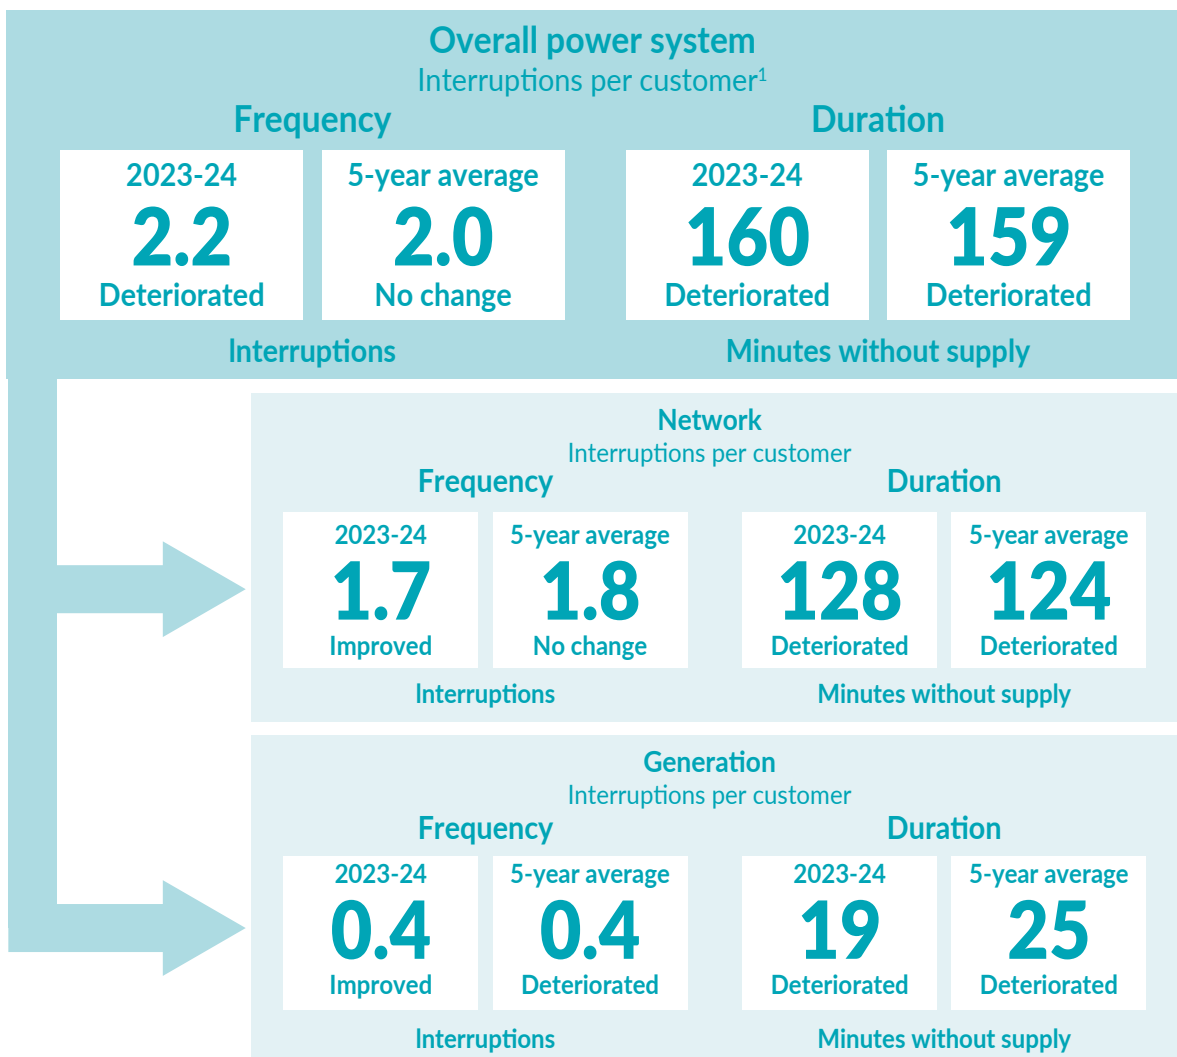 Overall power system
Interruptions per customer¹
Frequency
Duration
2023-24
5-year average
2023-24
5-year average
2.2
2.0
160
159
Deteriorated
No change
Deteriorated
Deteriorated
Interruptions
Minutes without supply
Network
Interruptions per customer
Frequency
Duration
2023-24
5-year average
2023-24
5-year average
1.7
1.8
128
124
Improved
No change
Deteriorated
Deteriorated
Interruptions
Minutes without supply
Generation
Interruptions per customer
Frequency
Duration
2023-24
5-year average
2023-24
5-year average
0.4
0.4
19
25
Improved
Deteriorated
Deteriorated
Deteriorated
Interruptions
Minutes without supply